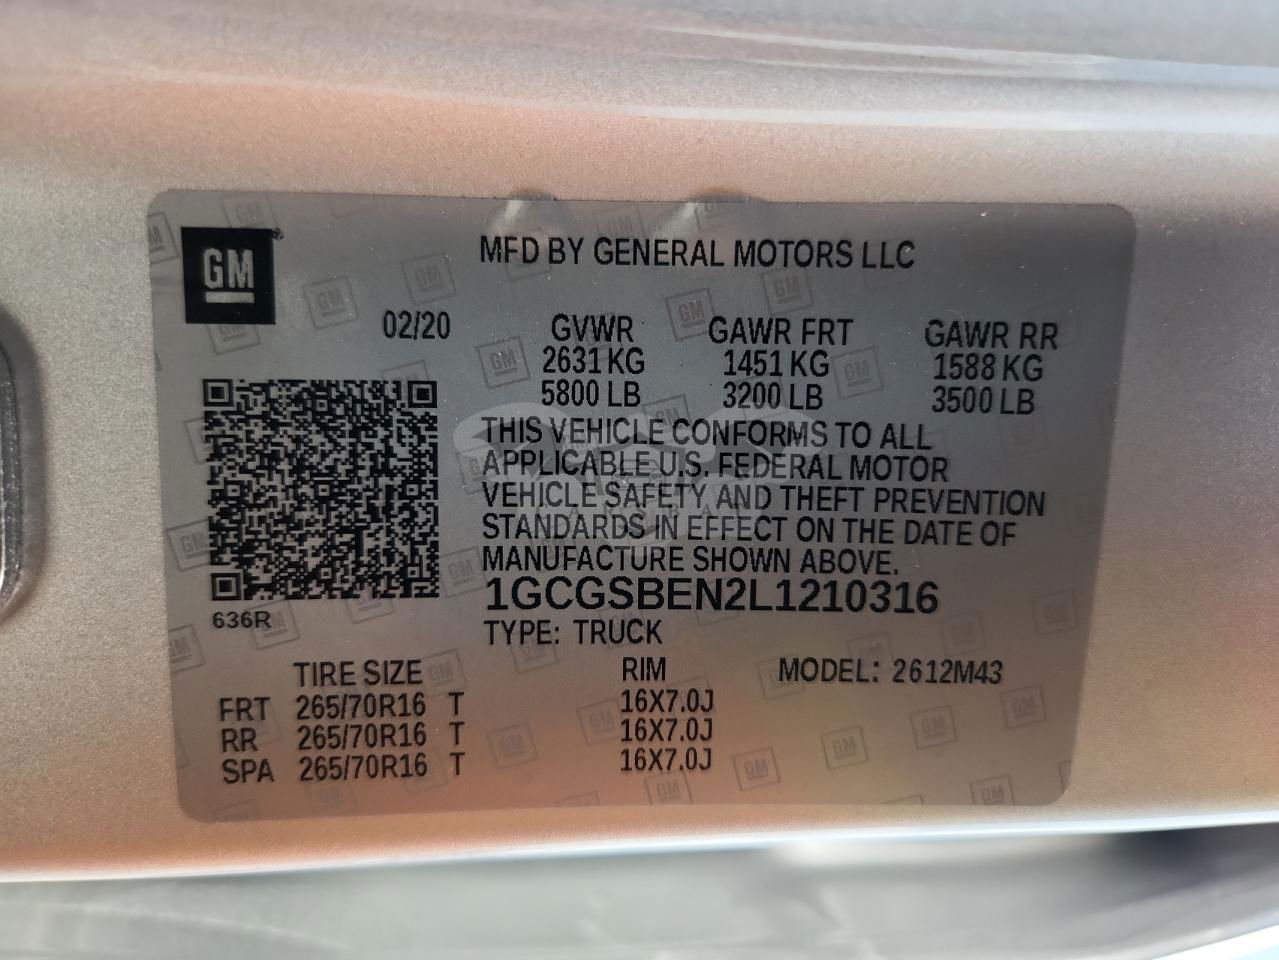 GM
MFD BY GENERAL MOTORS LLC
02/20 GVWR GAWR FRT GAWR RR
2631 KG 1451 KG 1588 KG
5800 LB 3200 LB 3500 LB
THIS VEHICLE CONFORMS TO ALL
APPLICABLE U.S. FEDERAL MOTOR
VEHICLE SAFETY AND THEFT PREVENTION
STANDARDS IN EFFECT ON THE DATE OF
MANUFACTURE SHOWN ABOVE.
1GCGSBEN2L1210316
636R
TYPE: TRUCK
TIRE SIZE RIM MODEL: 2612M43
FRT 265/70R16 T 16X7.0J
RR 265/70R16 T 16X7.0J
SPA 265/70R16 T 16X7.0J